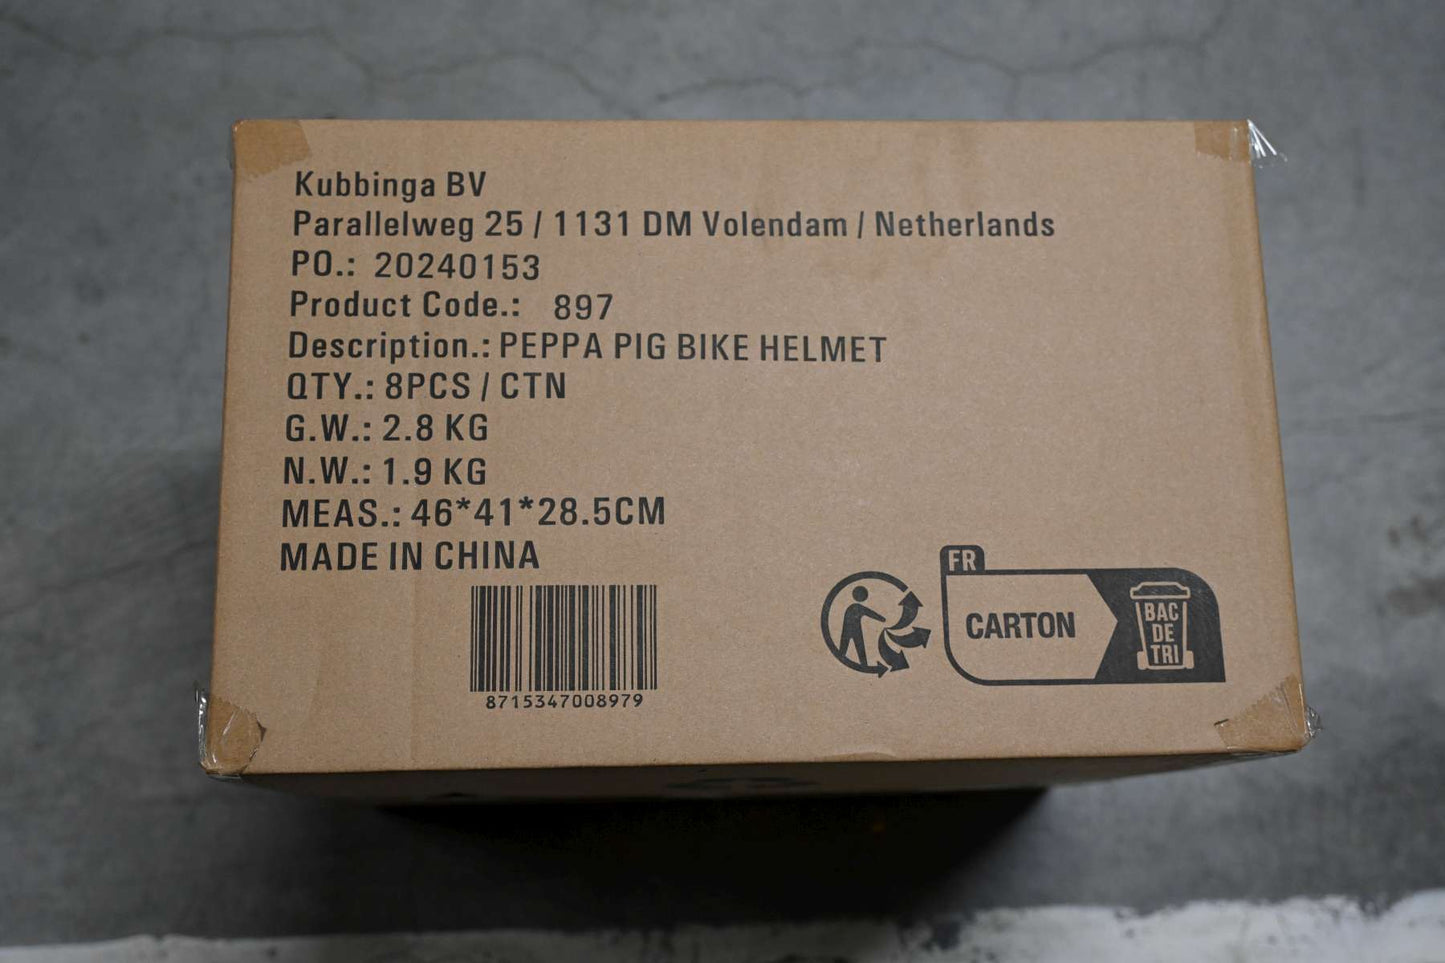 Kubbinga BV
Parallelweg 25 / 1131 DM Volendam / Netherlands
PO.: 20240153
Product Code.: 897
Description.: PEPPA PIG BIKE HELMET
QTY.: 8PCS / CTN
G.W.: 2.8 KG
N.W.: 1.9 KG
MEAS.: 46*41*28.5CM
MADE IN CHINA
8715347008979
FR
CARTON
BAC
DE
TRI